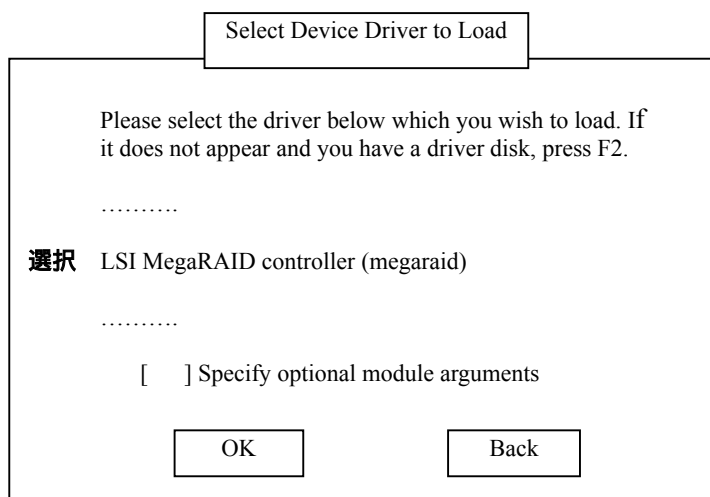 Select Device Driver to Load
Please select the driver below which you wish to load. If
it does not appear and you have a driver disk, press F2.
……….
選択 LSI MegaRAID controller (megaraid)
……….
[ ] Specify optional module arguments
OK Back